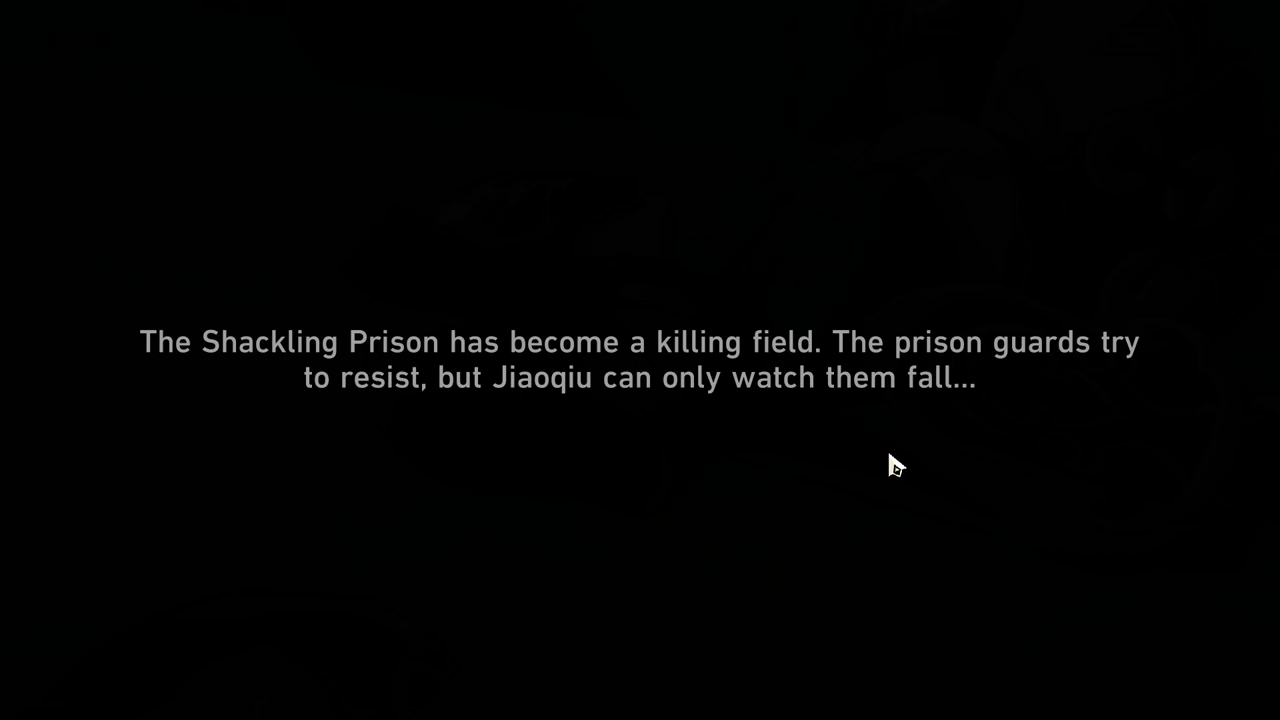 The Shackling Prison has become a killing field. The prison guards try
to resist, but Jiaoqiu can only watch them fall...